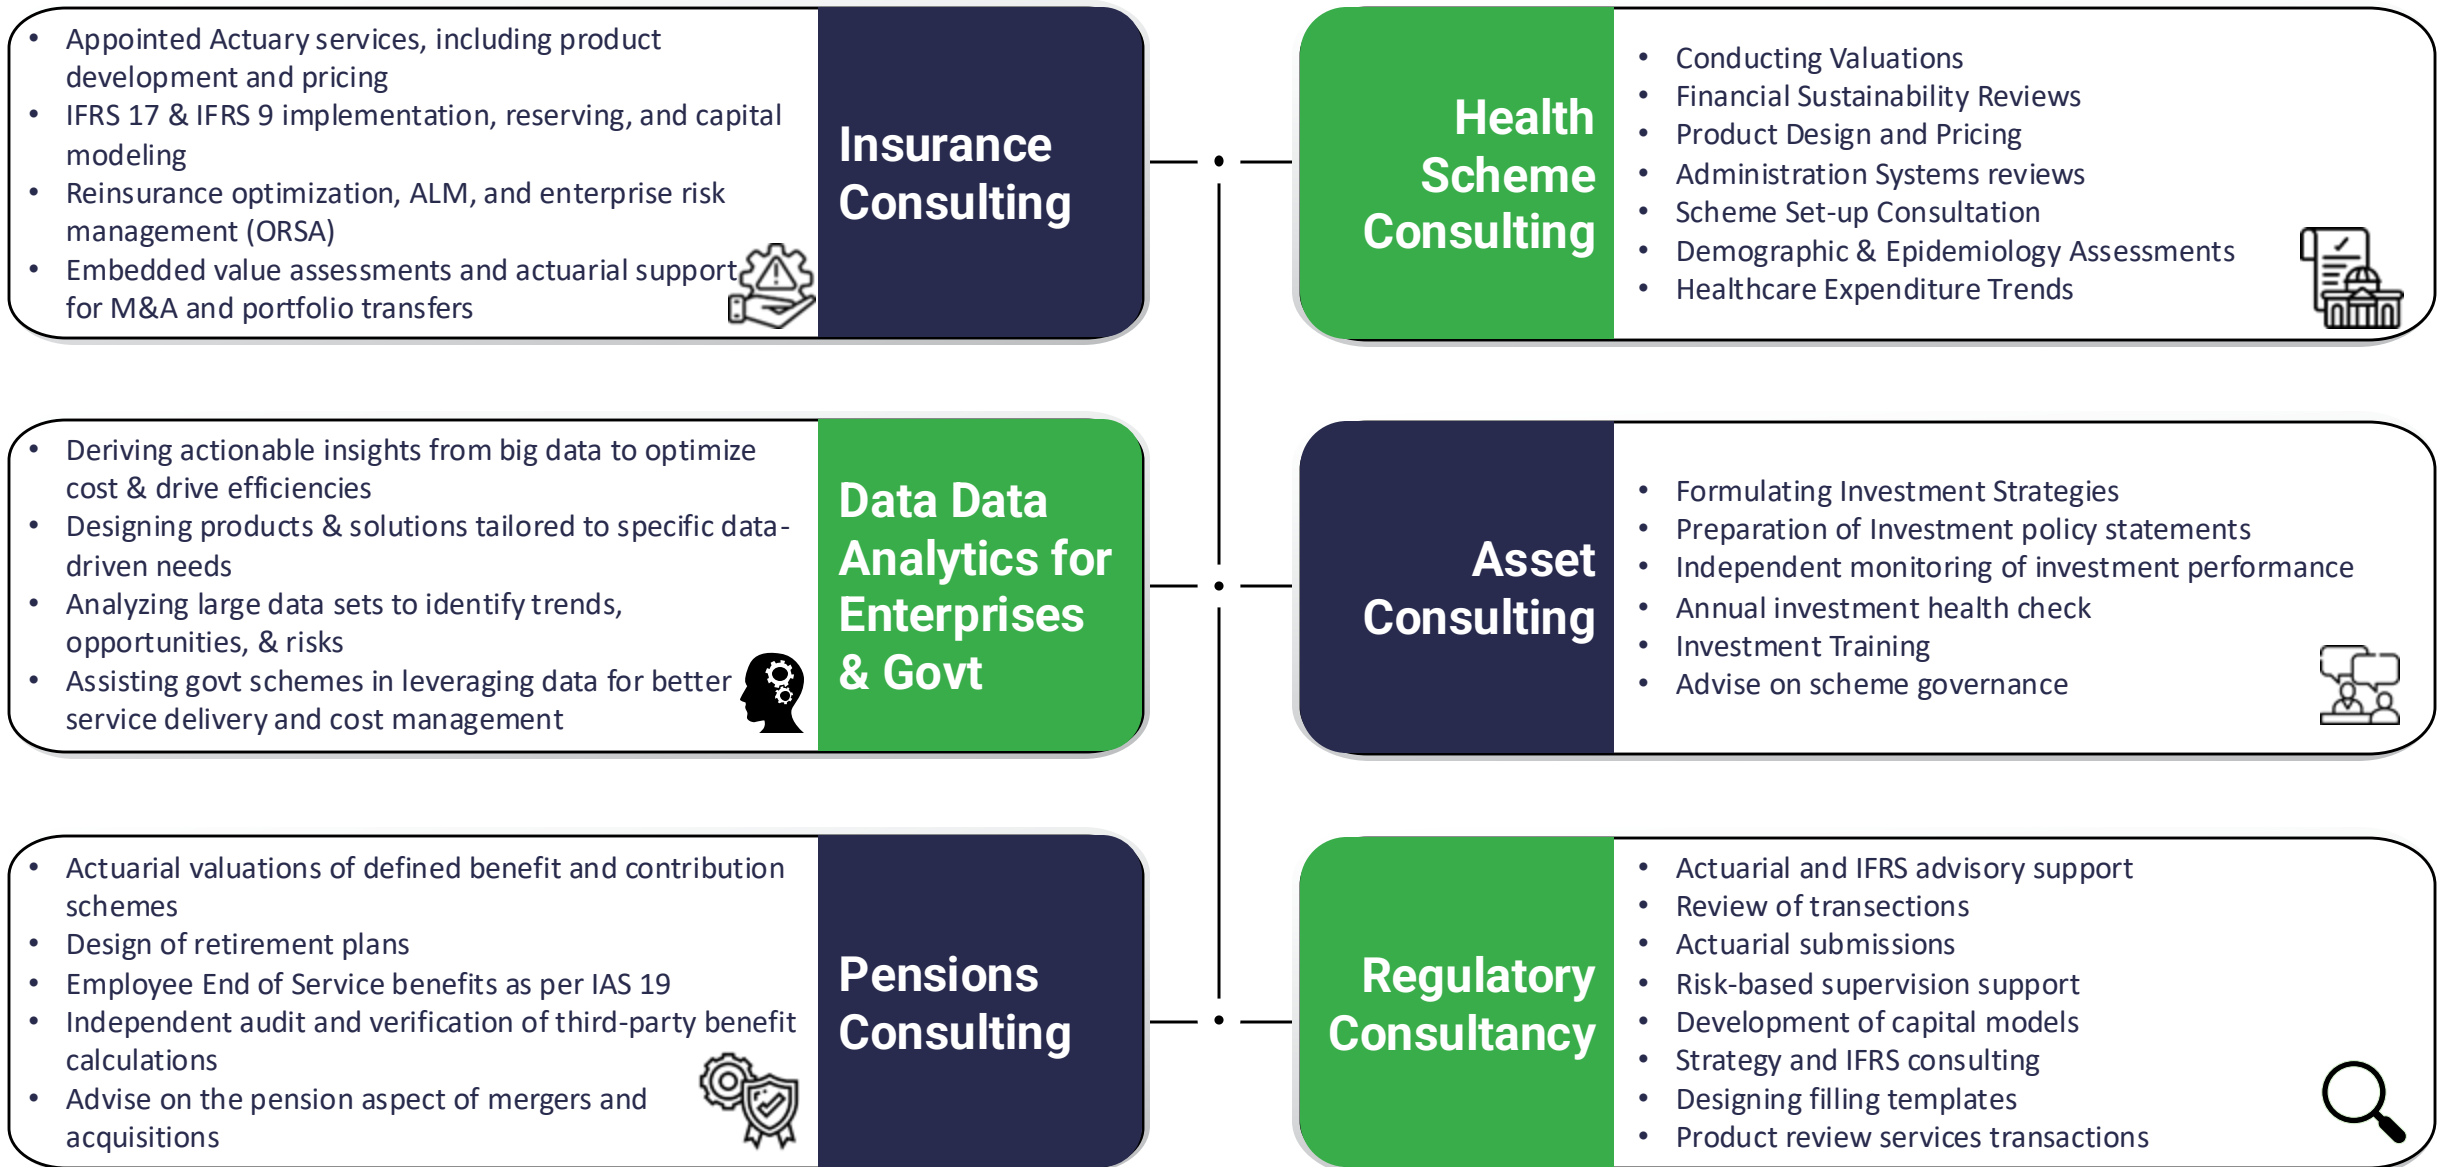 • Appointed Actuary services, including product
development and pricing
• IFRS 17 & IFRS 9 implementation, reserving, and capital
modeling
• Reinsurance optimization, ALM, and enterprise risk
management (ORSA)
• Embedded value assessments and actuarial support
for M&A and portfolio transfers
Insurance
Consulting
Health
Scheme
Consulting
• Conducting Valuations
• Financial Sustainability Reviews
• Product Design and Pricing
• Administration Systems reviews
• Scheme Set-up Consultation
• Demographic & Epidemiology Assessments
• Healthcare Expenditure Trends
• Deriving actionable insights from big data to optimize
cost & drive efficiencies
• Designing products & solutions tailored to specific data-
driven needs
• Analyzing large data sets to identify trends,
opportunities, & risks
• Assisting govt schemes in leveraging data for better
service delivery and cost management
Data Data
Analytics for
Enterprises
& Govt
Asset
Consulting
• Formulating Investment Strategies
• Preparation of Investment policy statements
• Independent monitoring of investment performance
• Annual investment health check
• Investment Training
• Advise on scheme governance
• Actuarial valuations of defined benefit and contribution
schemes
• Design of retirement plans
• Employee End of Service benefits as per IAS 19
• Independent audit and verification of third-party benefit
calculations
• Advise on the pension aspect of mergers and
acquisitions
Pensions
Consulting
Regulatory
Consultancy
• Actuarial and IFRS advisory support
• Review of transections
• Actuarial submissions
• Risk-based supervision support
• Development of capital models
• Strategy and IFRS consulting
• Designing filling templates
• Product review services transactions